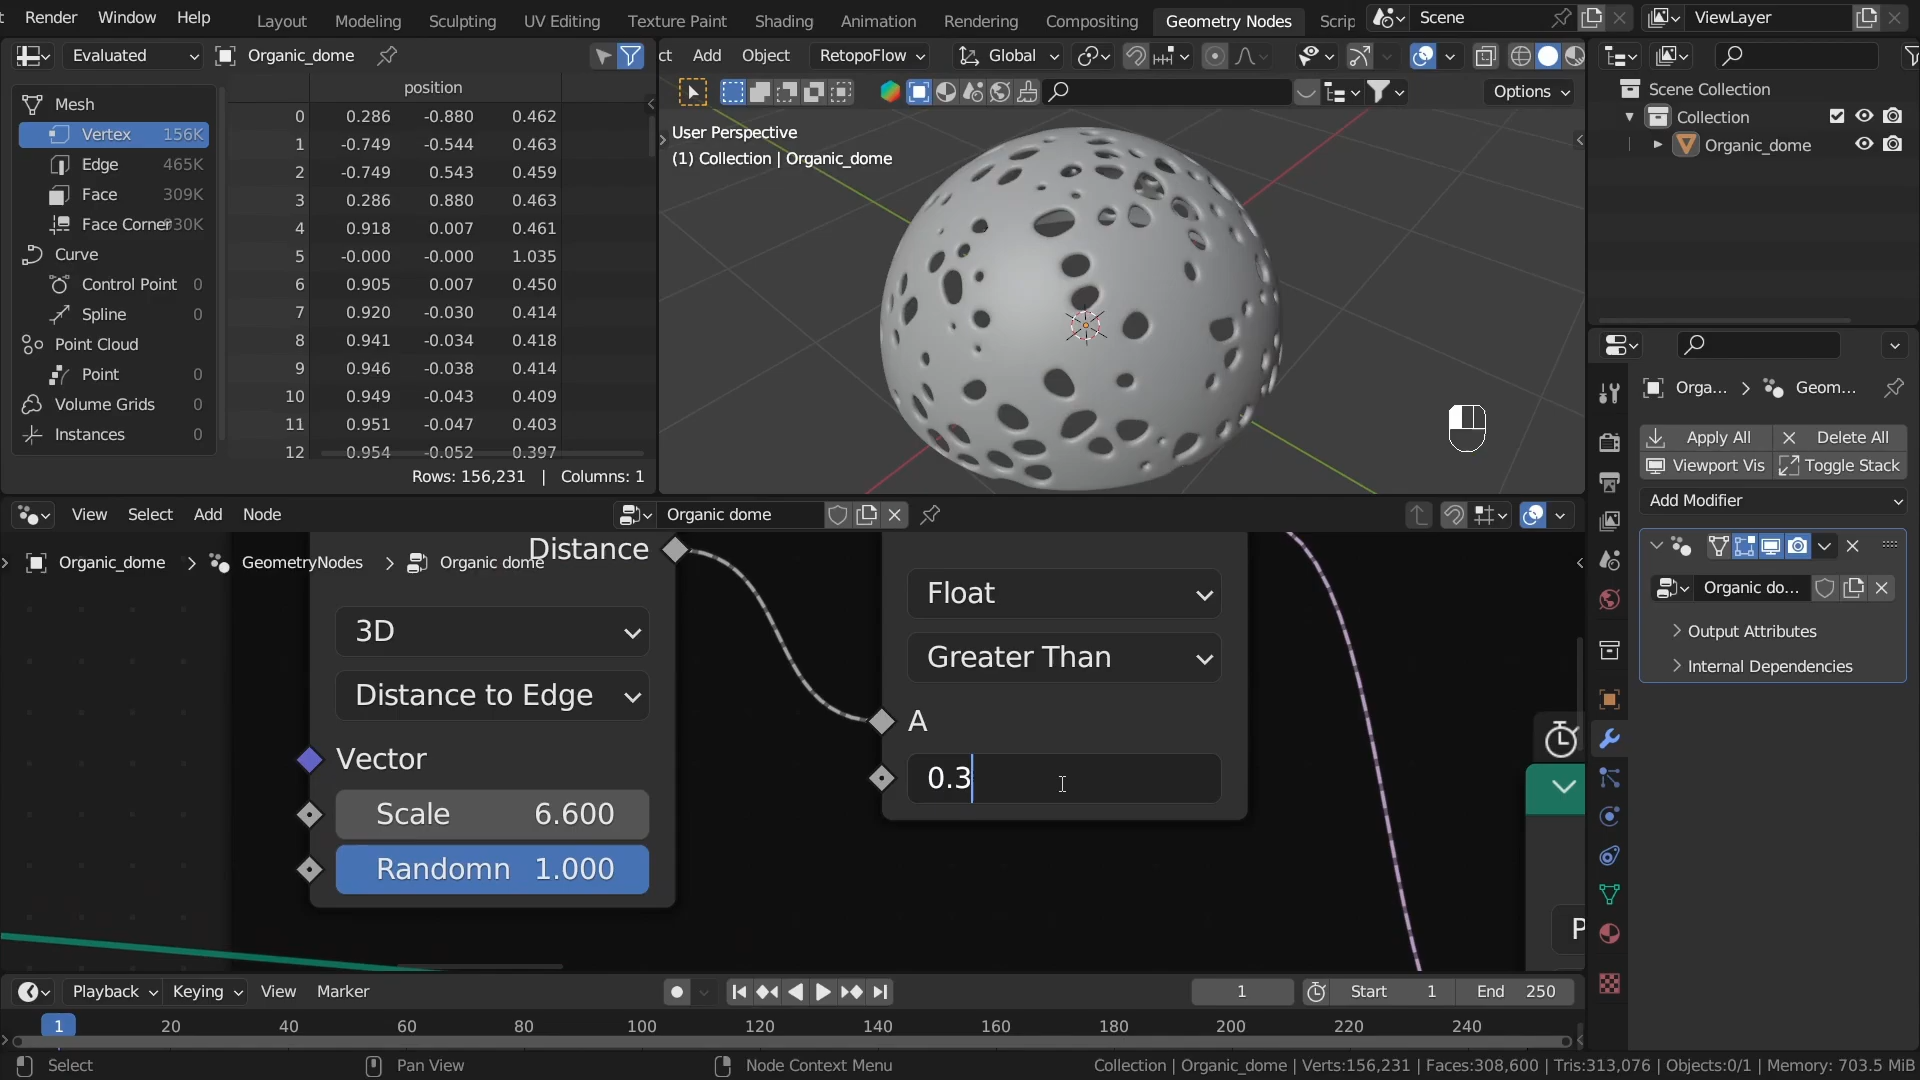 Render Window Help Layout Modeling Sculpting UV Editing Texture Paint Shading Animation Rendering Compositing Geometry Nodes Scrip Scene ViewLayer
Evaluated Organic_dome
ct Add Object RetopoFlow Global
Options
position
Mesh
Vertex 156K
Edge 465K
Face 309K
Face Corner 930K
Curve
Control Point 0
Spline 0
Point Cloud
Point 0
Volume Grids 0
Instances 0
0 0.286 -0.880 0.462
1 -0.749 -0.544 0.463
2 -0.749 0.543 0.459
3 0.286 0.880 0.463
4 0.918 0.007 0.461
5 -0.000 -0.000 1.035
6 0.905 0.007 0.450
7 0.920 -0.030 0.414
8 0.941 -0.034 0.418
9 0.946 -0.038 0.414
10 0.949 -0.043 0.409
11 0.951 -0.047 0.403
12 0.954 -0.052 0.397
Rows: 156,231 | Columns: 1
User Perspective
(1) Collection | Organic_dome
Scene Collection
Collection
Organic_dome
Orga... Geom...
Apply All Delete All
Viewport Vis Toggle Stack
Add Modifier
Organic do...
Output Attributes
Internal Dependencies
View Select Add Node Organic dome
Organic_dome GeometryNodes Organic dome
Distance
3D
Distance to Edge
Vector
Scale 6.600
Randomn 1.000
Float
Greater Than
A
0.3
P
Playback Keying View Marker 1 Start 1 End 250
1 20 40 60 80 100 120 140 160 180 200 220 240
Select Pan View Node Context Menu Collection | Organic_dome | Verts:156,231 | Faces:308,600 | Tris:313,076 | Objects:0/1 | Memory: 703.5 MiB